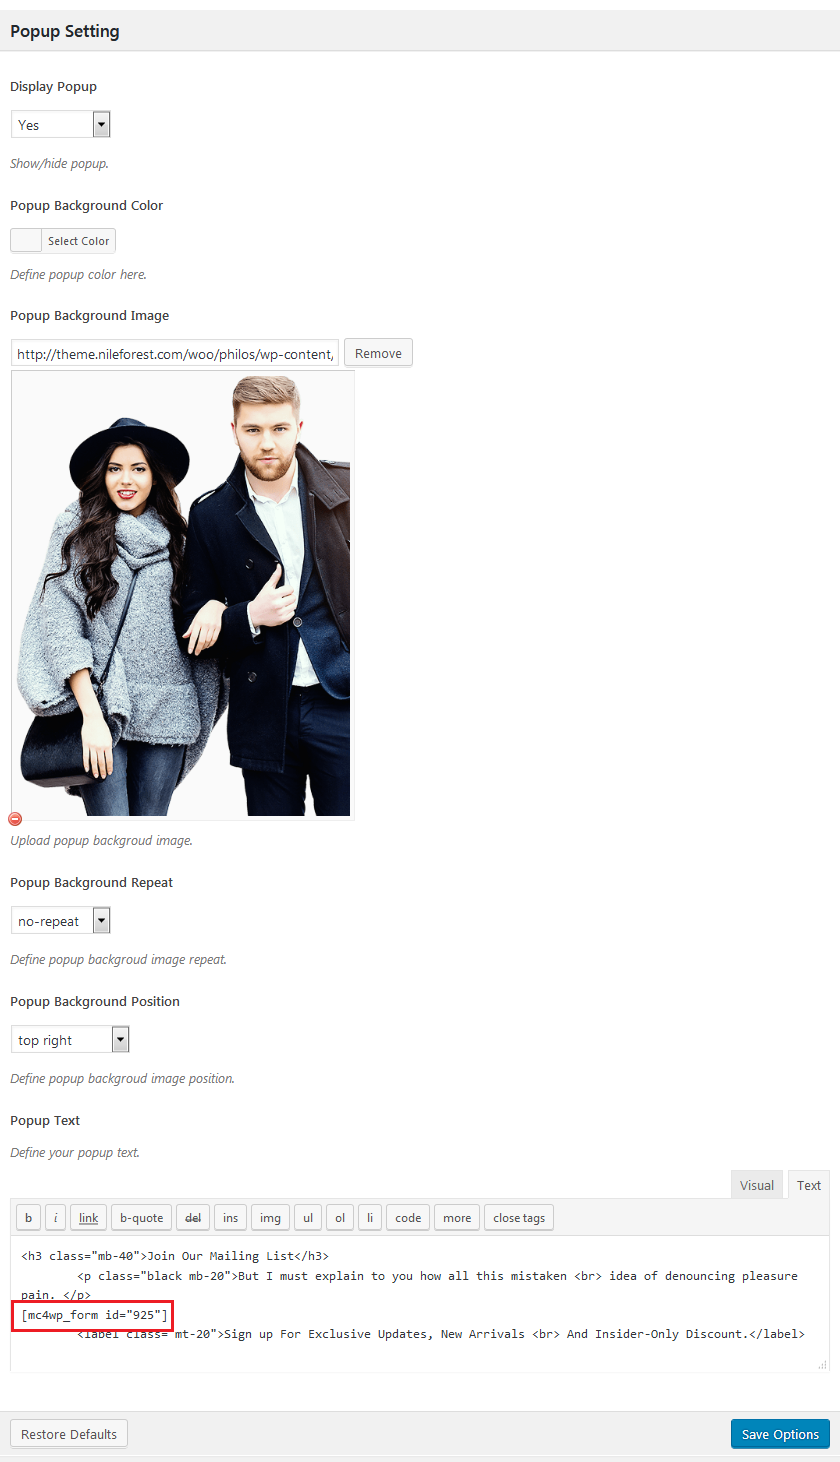 Popup Setting
Display Popup
Yes
Show/hide popup.
Popup Background Color
Select Color
Define popup color here.
Popup Background Image
http://theme.nileforest.com/woo/philos/wp-content/ Remove
Upload popup backgroud image.
Popup Background Repeat
no-repeat
Define popup backgroud image repeat.
Popup Background Position
top right
Define popup backgroud image position.
Popup Text
Define your popup text.
Visual Text
b i link b-quote del ins img ul ol li code more close tags
<h3 class="mb-40">Join Our Mailing List</h3>
<p class="black mb-20">But I must explain to you how all this mistaken <br> idea of denouncing pleasure
pain. </p>
[mc4wp_form id="925"]
<label class="mt-20">Sign up For Exclusive Updates, New Arrivals <br> And Insider-Only Discount.</label>
Restore Defaults Save Options